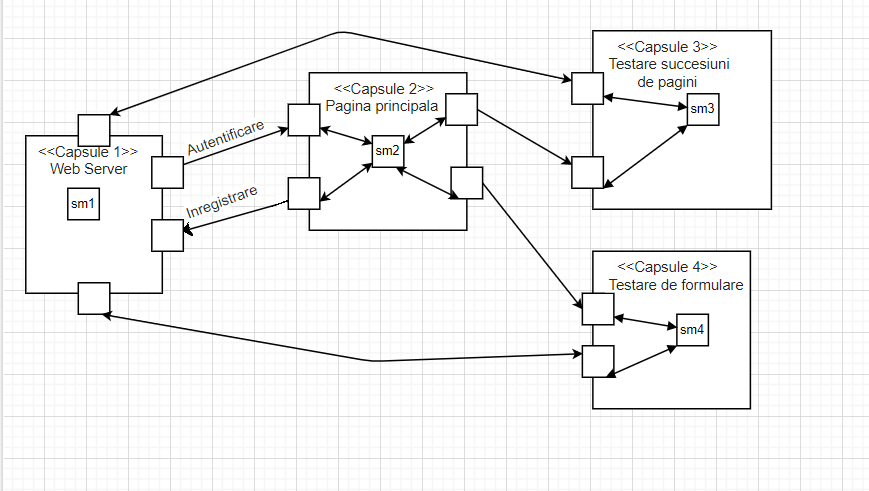 <<Capsule 1>>
Web Server
sm1
Autentificare
Inregistrare
<<Capsule 2>>
Pagina principala
sm2
<<Capsule 3>>
Testare succesiuni
de pagini
sm3
<<Capsule 4>>
Testare de formulare
sm4